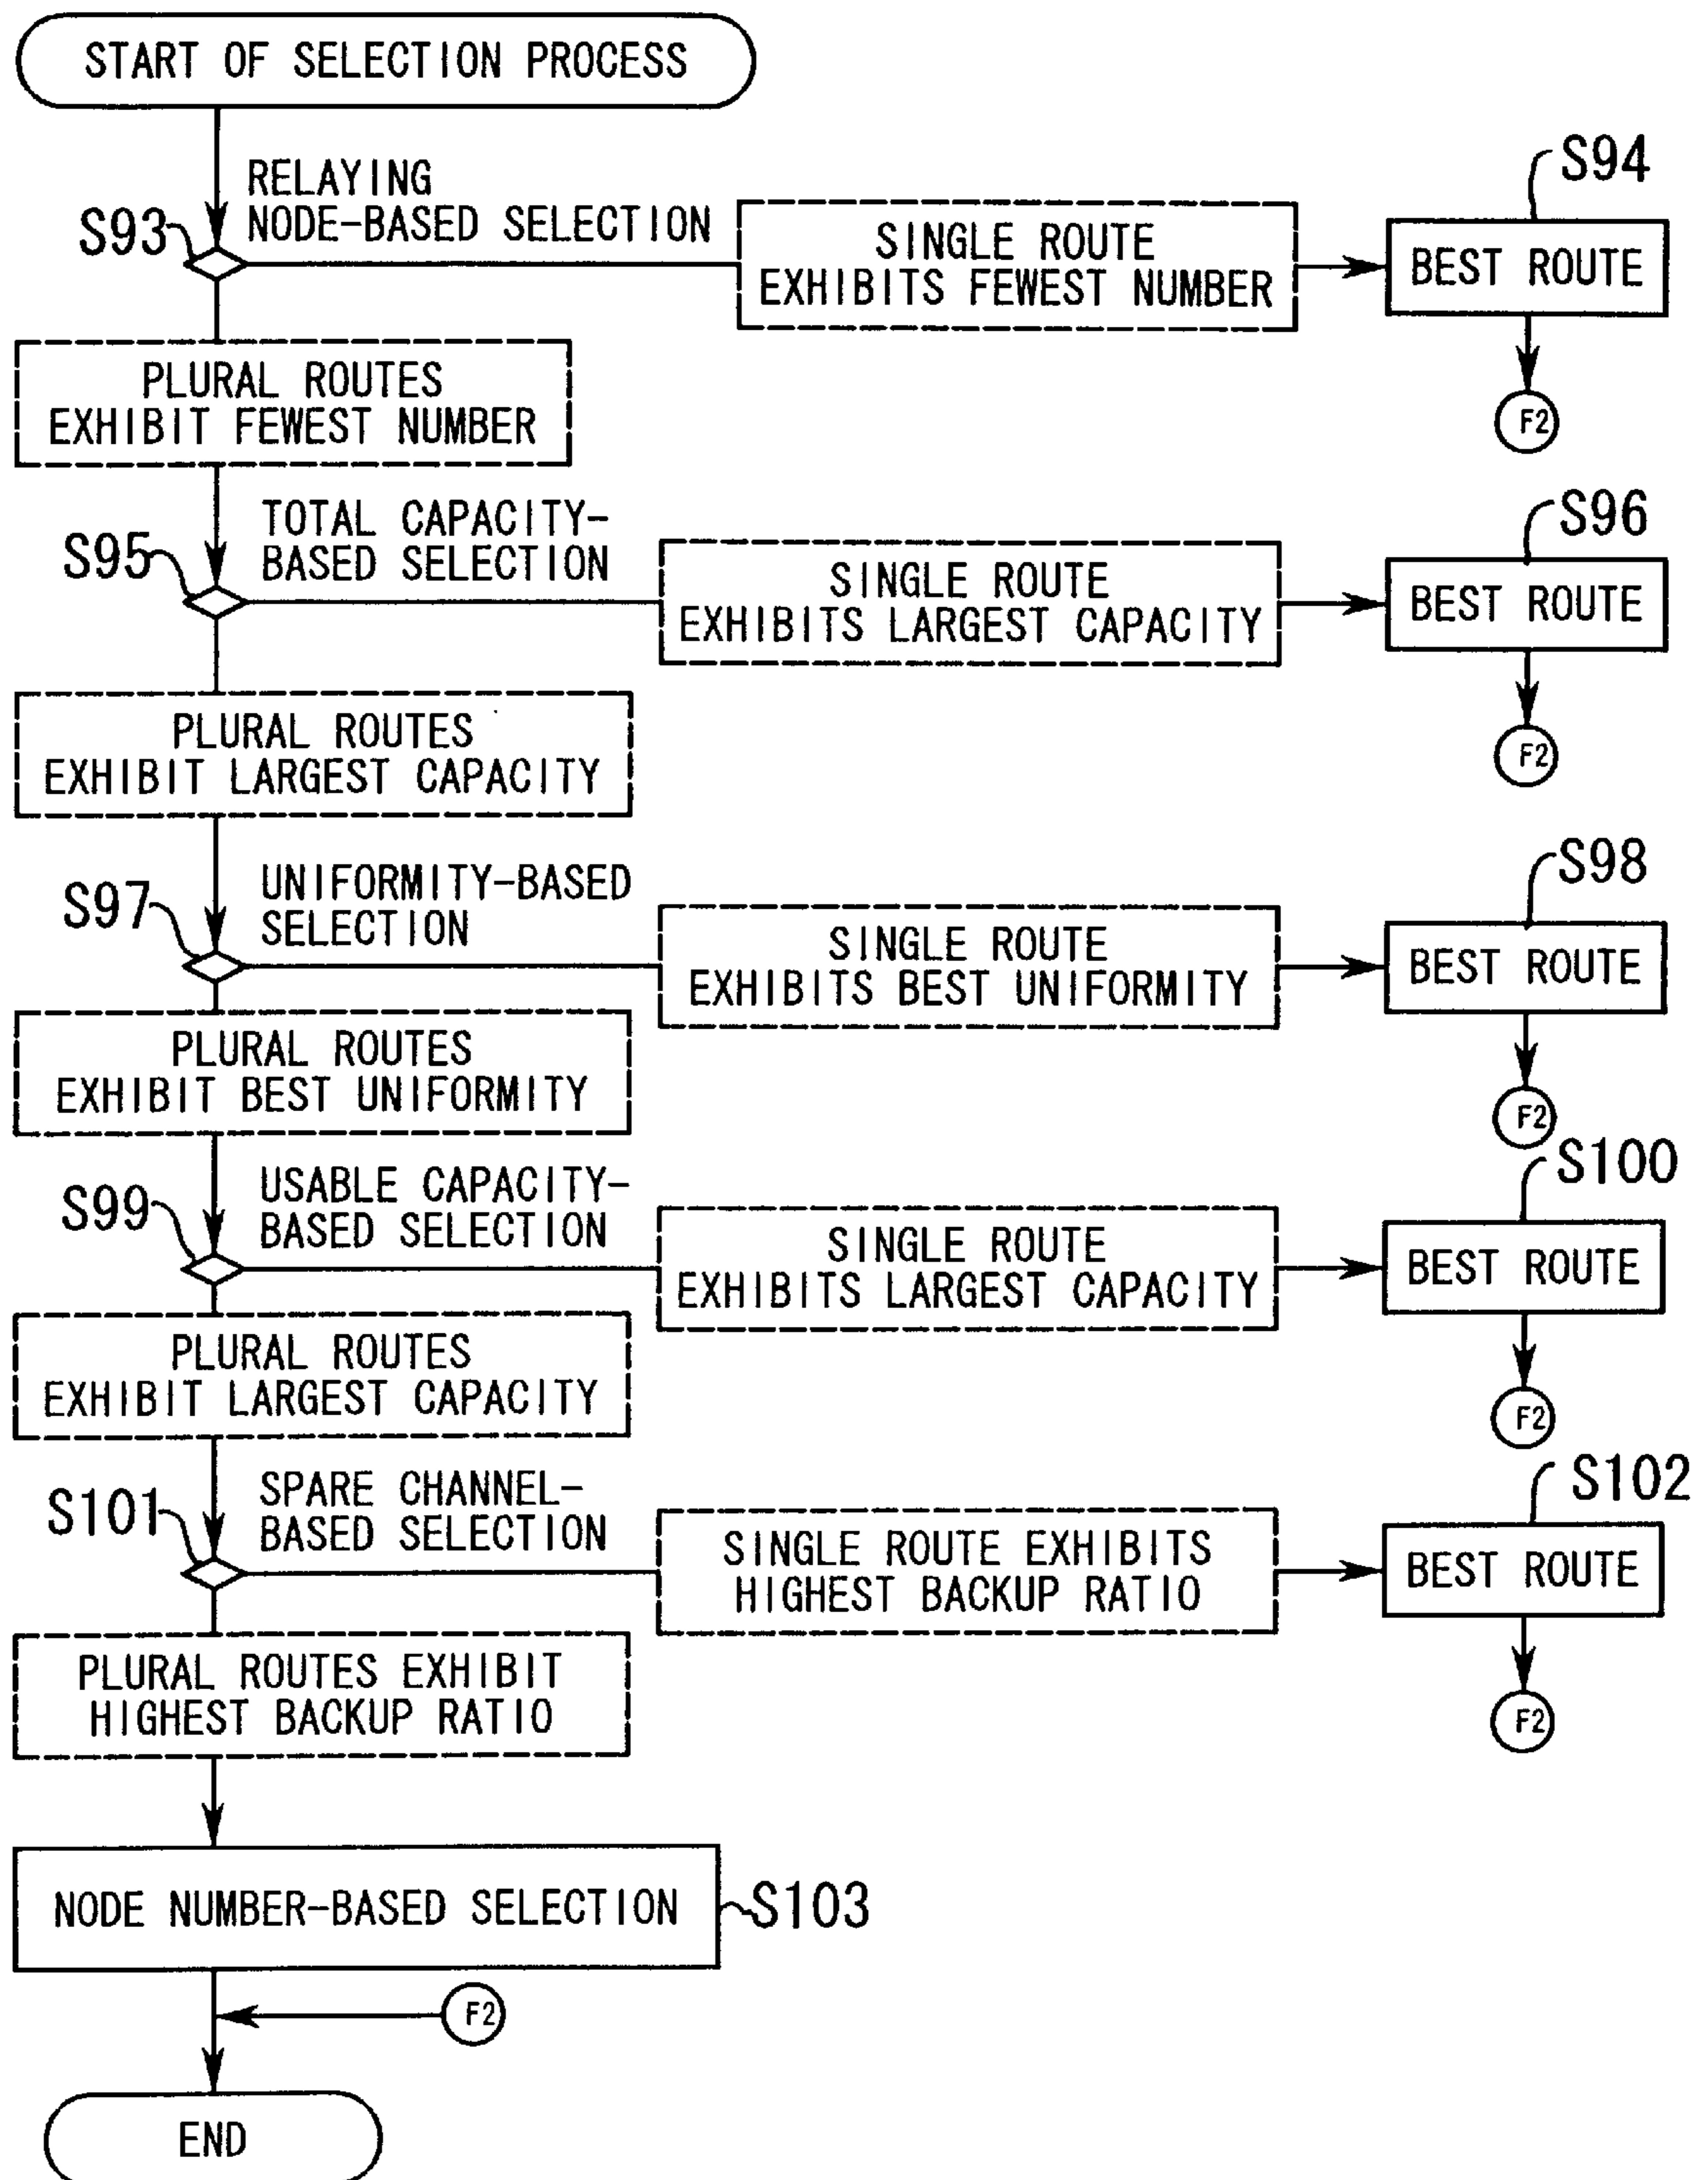 START OF SELECTION PROCESS
RELAYING
NODE-BASED SELECTION
S93
SINGLE ROUTE
EXHIBITS FEWEST NUMBER
S94
BEST ROUTE
F2
PLURAL ROUTES
EXHIBIT FEWEST NUMBER
TOTAL CAPACITY-
BASED SELECTION
S95
SINGLE ROUTE
EXHIBITS LARGEST CAPACITY
S96
BEST ROUTE
F2
PLURAL ROUTES
EXHIBIT LARGEST CAPACITY
UNIFORMITY-BASED
SELECTION
S97
SINGLE ROUTE
EXHIBITS BEST UNIFORMITY
S98
BEST ROUTE
F2
PLURAL ROUTES
EXHIBIT BEST UNIFORMITY
USABLE CAPACITY-
BASED SELECTION
S99
SINGLE ROUTE
EXHIBITS LARGEST CAPACITY
S100
BEST ROUTE
F2
PLURAL ROUTES
EXHIBIT LARGEST CAPACITY
SPARE CHANNEL-
BASED SELECTION
S101
SINGLE ROUTE EXHIBITS
HIGHEST BACKUP RATIO
S102
BEST ROUTE
F2
PLURAL ROUTES EXHIBIT
HIGHEST BACKUP RATIO
NODE NUMBER-BASED SELECTION
S103
F2
END